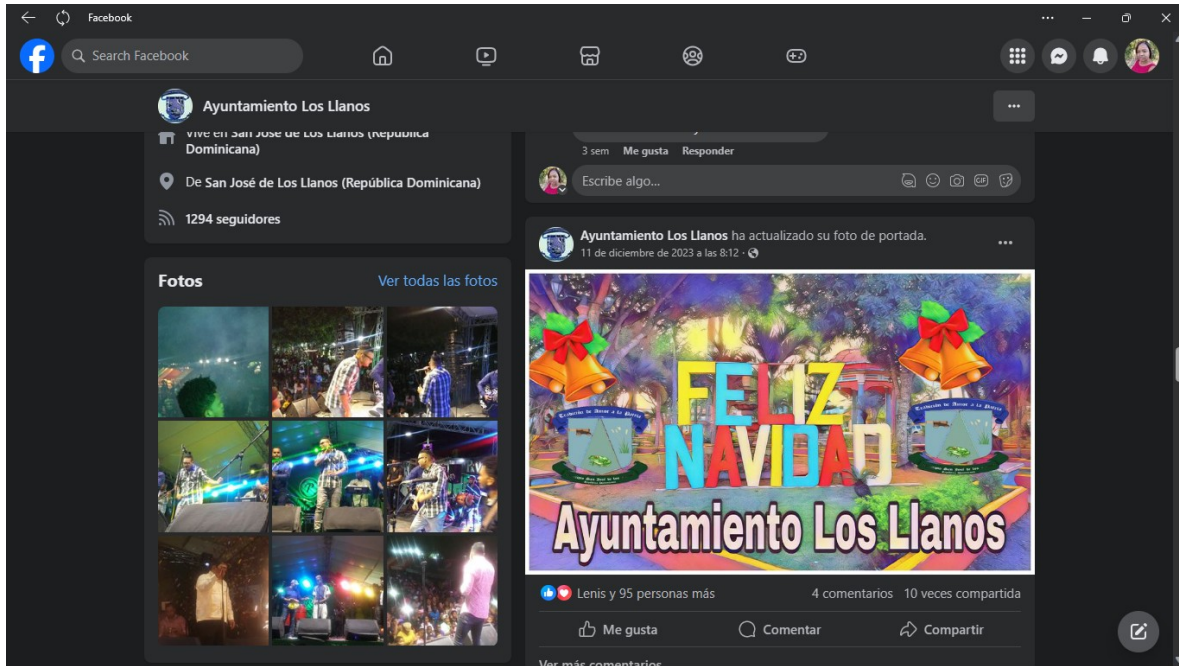 Facebook
Search Facebook
Ayuntamiento Los Llanos
Vive en San José de Los Llanos (República
Dominicana)
De San José de Los Llanos (República Dominicana)
1294 seguidores
Fotos
Ver todas las fotos
3 sem Me gusta Responder
Escribe algo...
GIF
Ayuntamiento Los Llanos ha actualizado su foto de portada.
11 de diciembre de 2023 a las 8:12 ·
FELIZ
NAVIDAD
Ayuntamiento Los Llanos
Lenis y 95 personas más
4 comentarios 10 veces compartida
Me gusta
Comentar
Compartir
Ver más comentarios